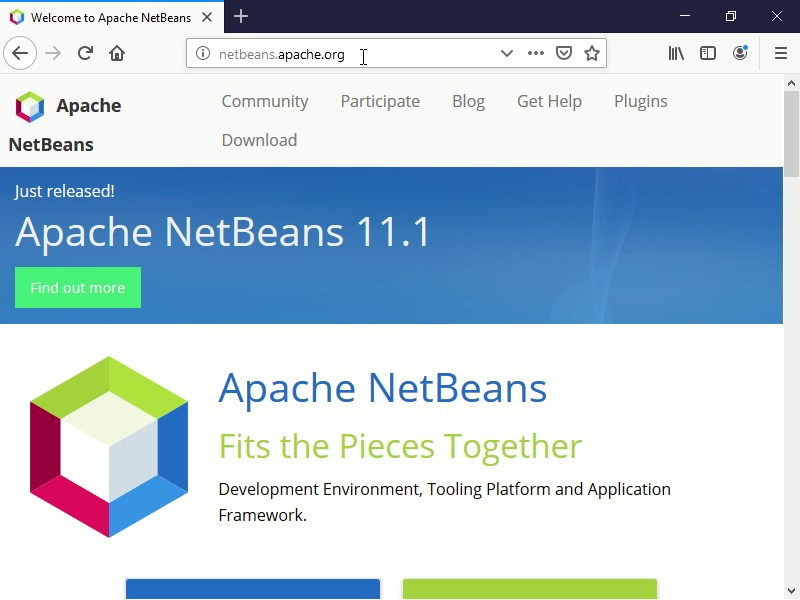 Welcome to Apache NetBeans
netbeans.apache.org
Apache NetBeans
Community Participate Blog Get Help Plugins
Download
Just released!
Apache NetBeans 11.1
Find out more
Apache NetBeans
Fits the Pieces Together
Development Environment, Tooling Platform and Application
Framework.